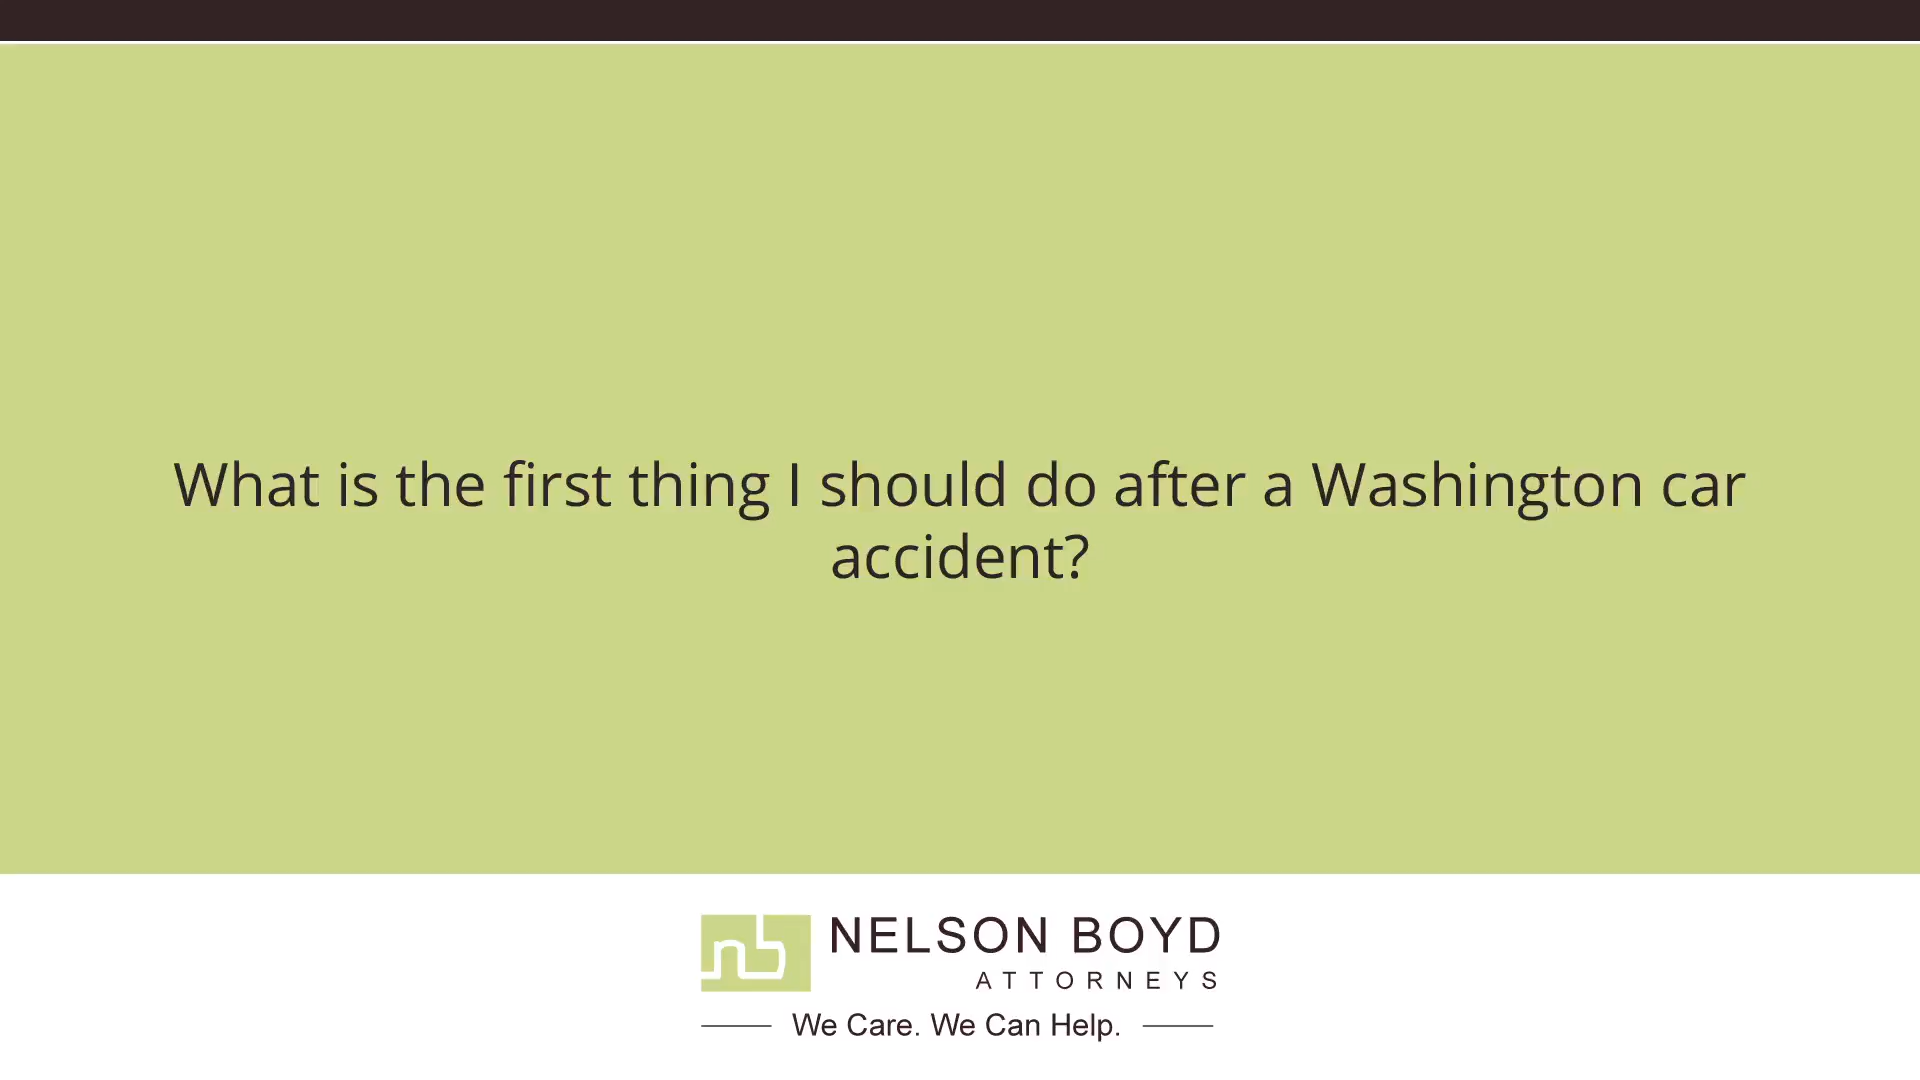 What is the first thing I should do after a Washington car
accident?
nb
NELSON BOYD
ATTORNEYS
We Care. We Can Help.